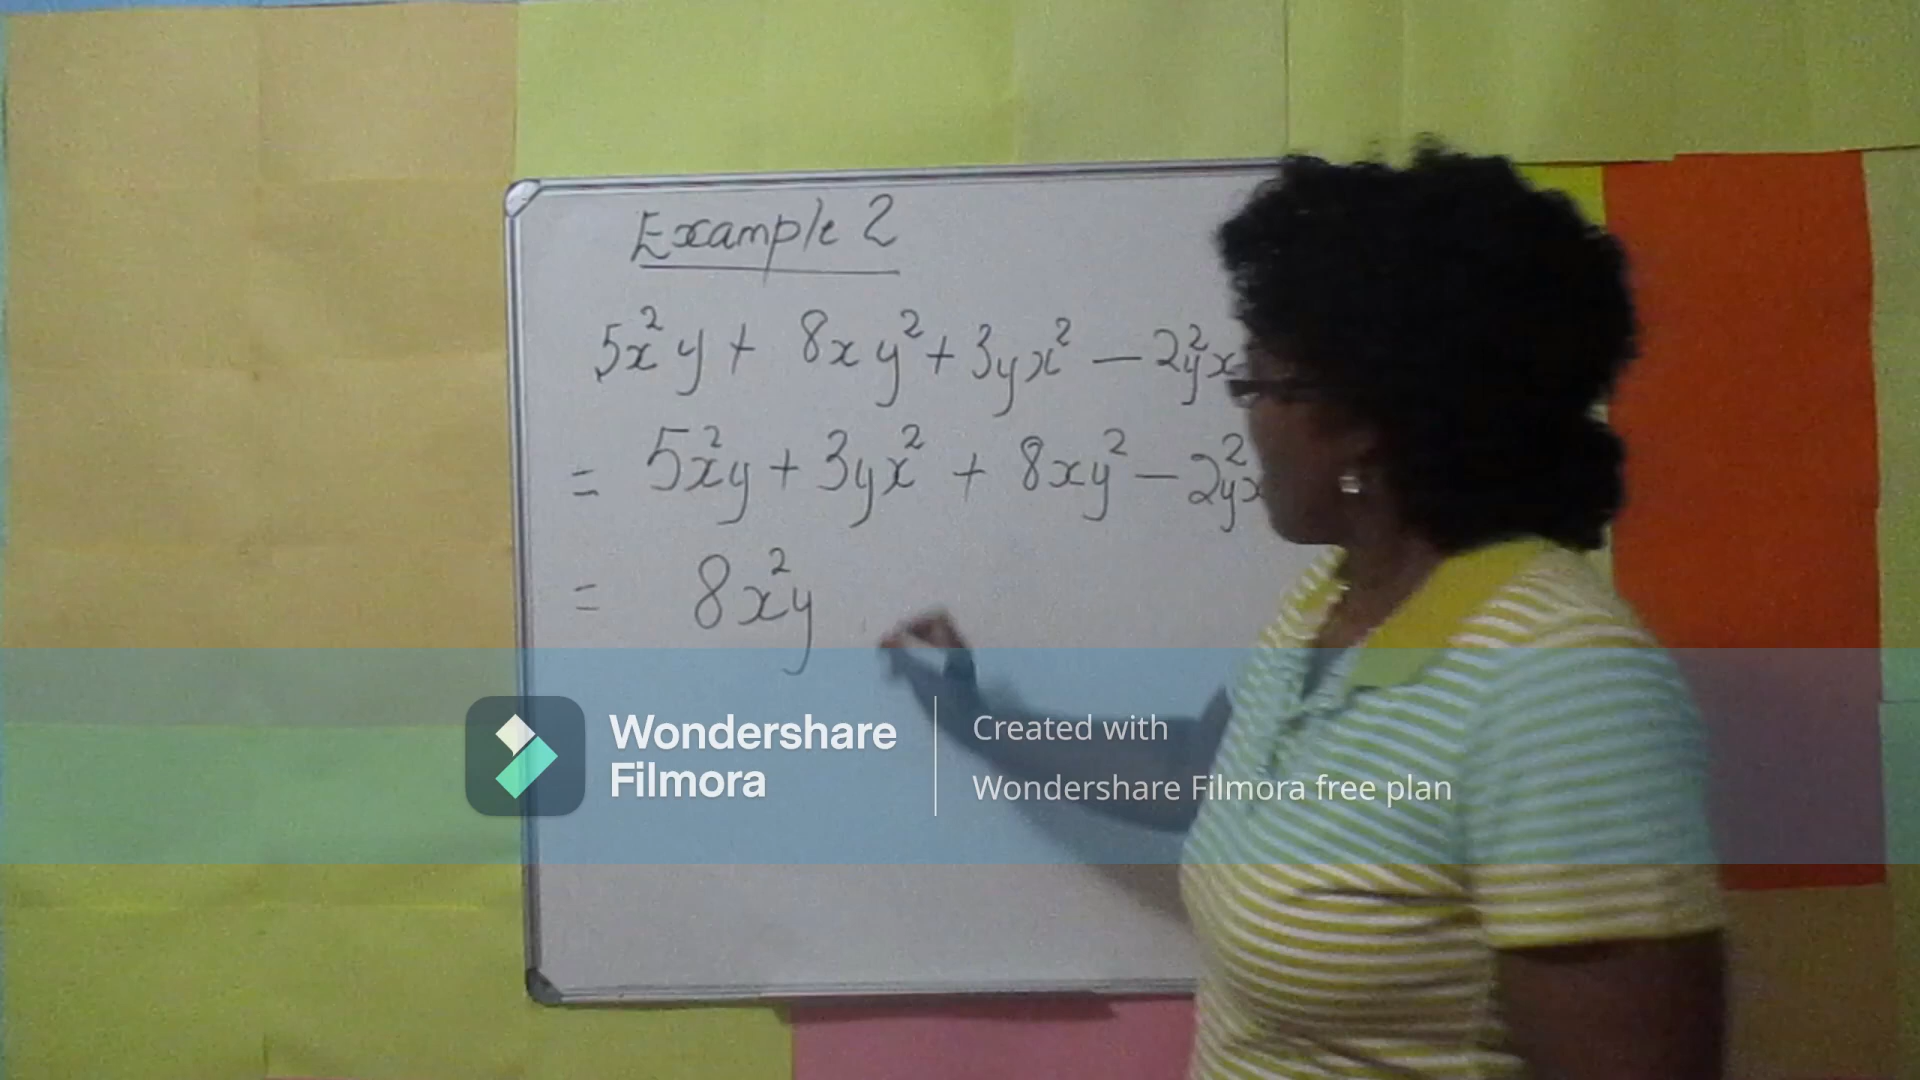 Example 2
5x²y + 8xy² + 3yx² − 2y²x
= 5x²y + 3yx² + 8xy² − 2y²x
= 8x²y
Wondershare
Filmora
Created with
Wondershare Filmora free plan